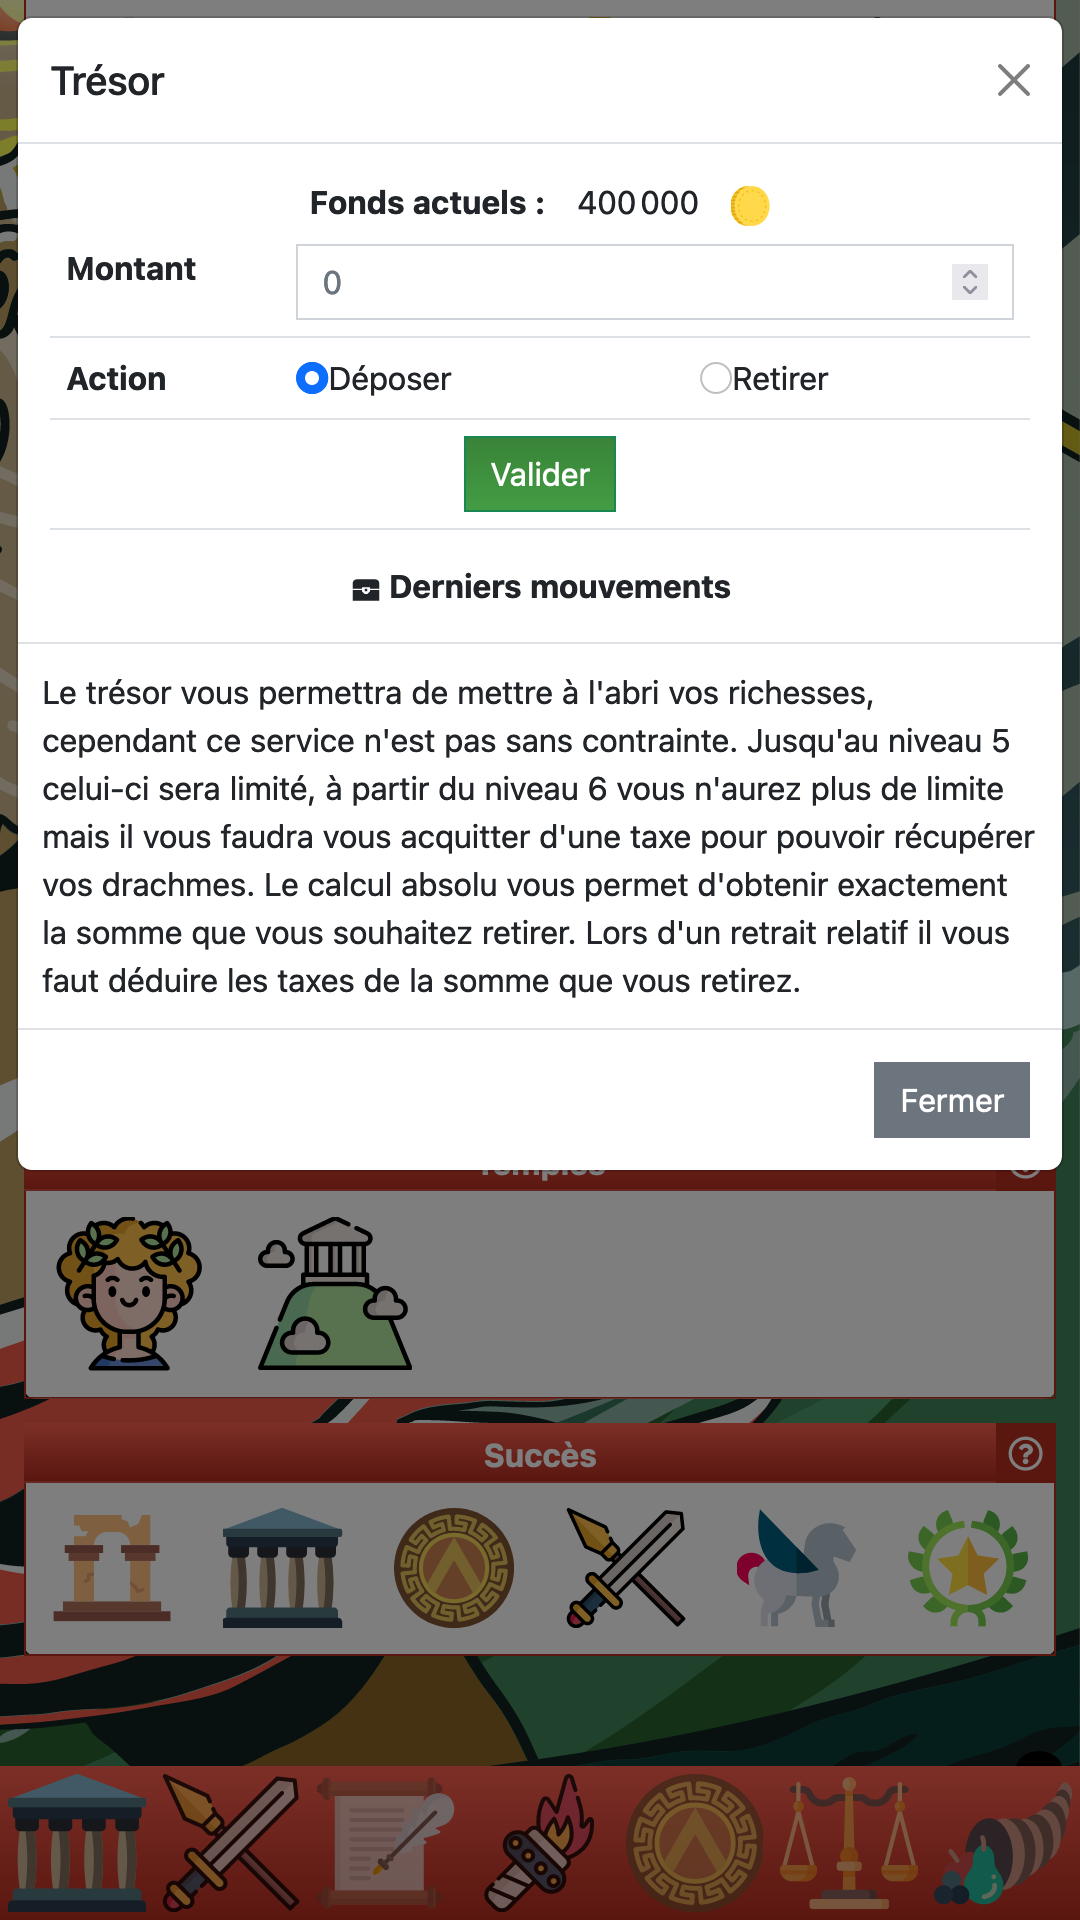 Trésor
Fonds actuels : 400 000
Montant
0
Action
Déposer
Retirer
Valider
Derniers mouvements
Le trésor vous permettra de mettre à l'abri vos richesses,
cependant ce service n'est pas sans contrainte. Jusqu'au niveau 5
celui-ci sera limité, à partir du niveau 6 vous n'aurez plus de limite
mais il vous faudra vous acquitter d'une taxe pour pouvoir récupérer
vos drachmes. Le calcul absolu vous permet d'obtenir exactement
la somme que vous souhaitez retirer. Lors d'un retrait relatif il vous
faut déduire les taxes de la somme que vous retirez.
Fermer
Succès